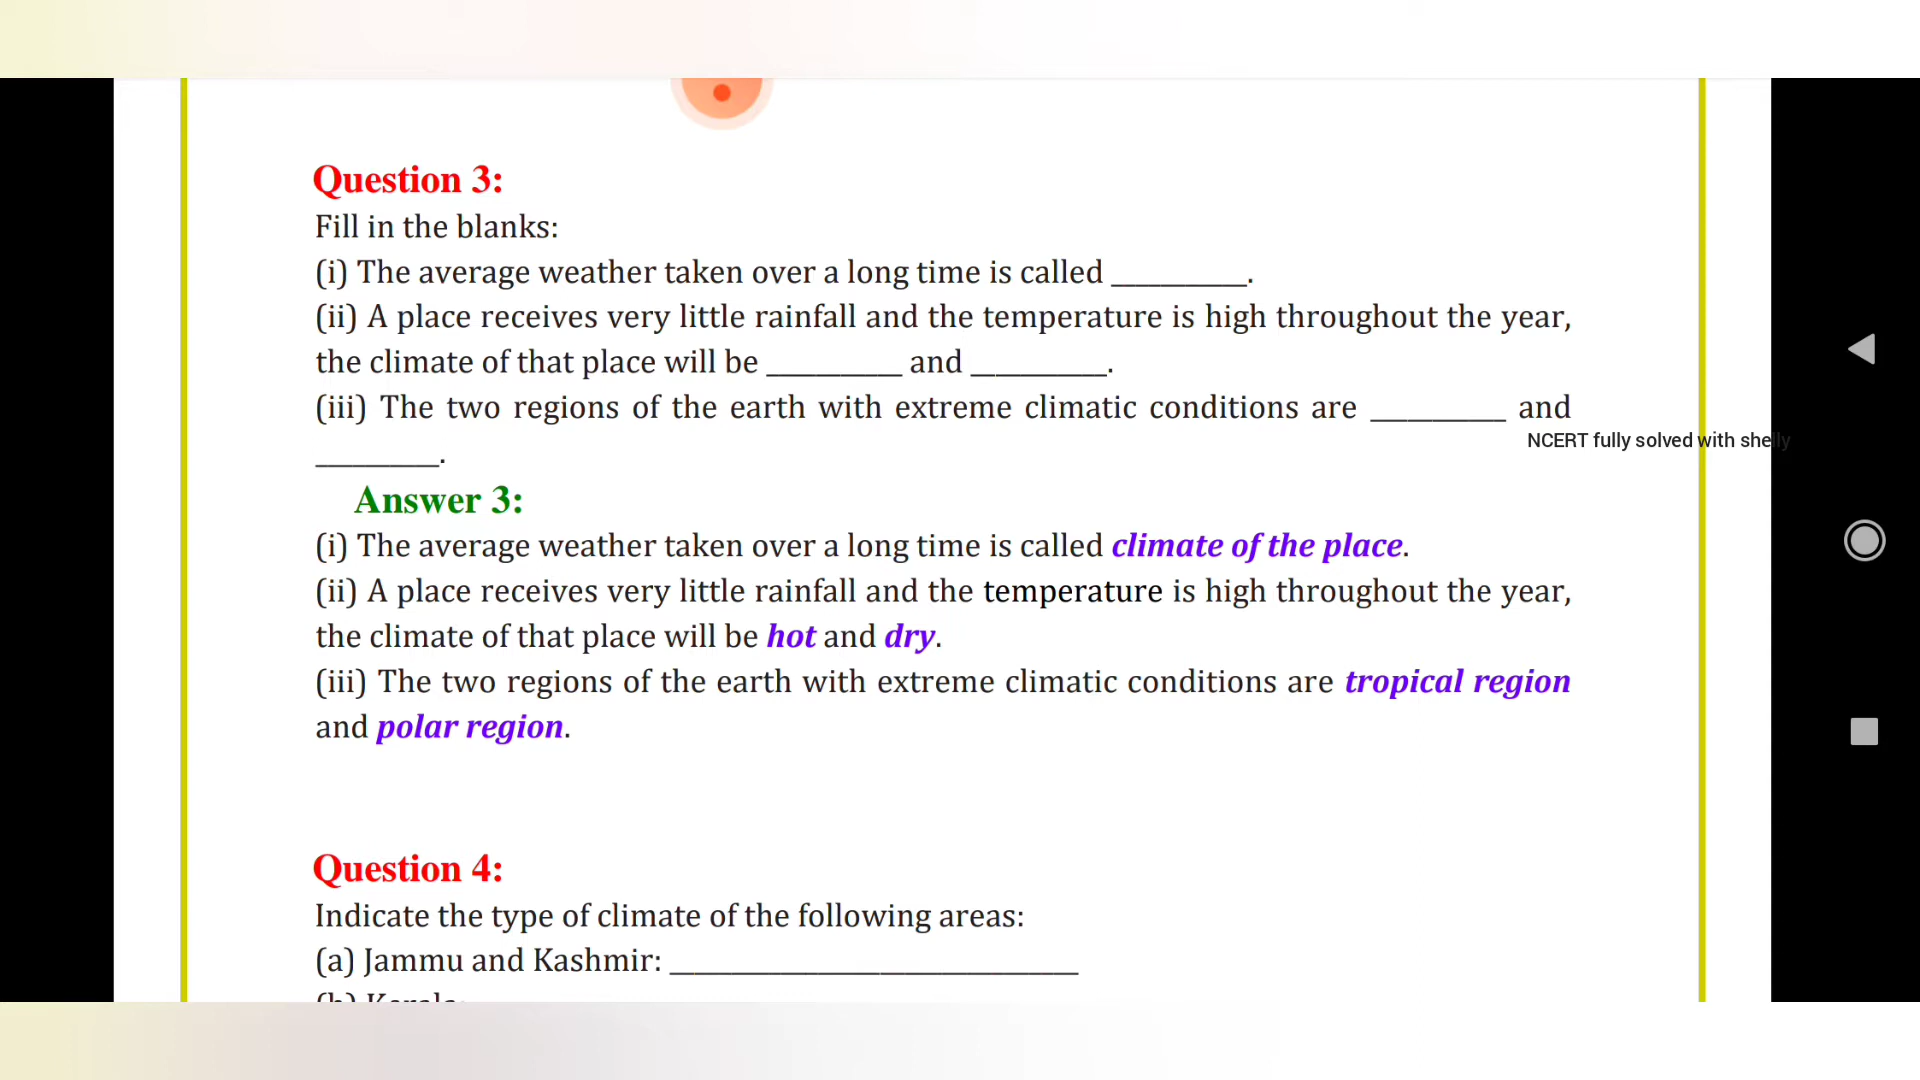 Question 3:
Fill in the blanks:
(i) The average weather taken over a long time is called __________.
(ii) A place receives very little rainfall and the temperature is high throughout the year,
the climate of that place will be __________ and __________.
(iii) The two regions of the earth with extreme climatic conditions are __________ and
NCERT fully solved with shelly
_________.
Answer 3:
(i) The average weather taken over a long time is called climate of the place.
(ii) A place receives very little rainfall and the temperature is high throughout the year,
the climate of that place will be hot and dry.
(iii) The two regions of the earth with extreme climatic conditions are tropical region
and polar region.
Question 4:
Indicate the type of climate of the following areas:
(a) Jammu and Kashmir: ______________________________
(b) Kerala: